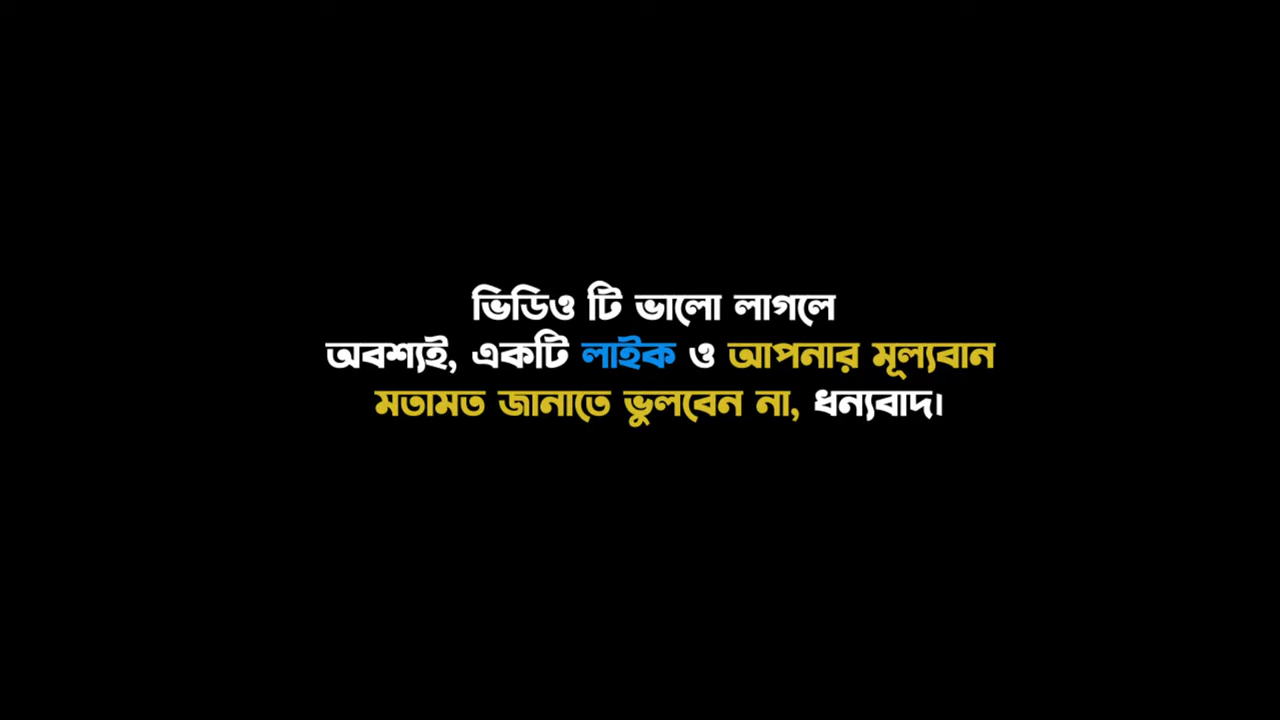 ভিডিও টি ভালো লাগলে
অবশ্যই, একটি লাইক ও আপনার মূল্যবান
মতামত জানাতে ভুলবেন না, ধন্যবাদ।